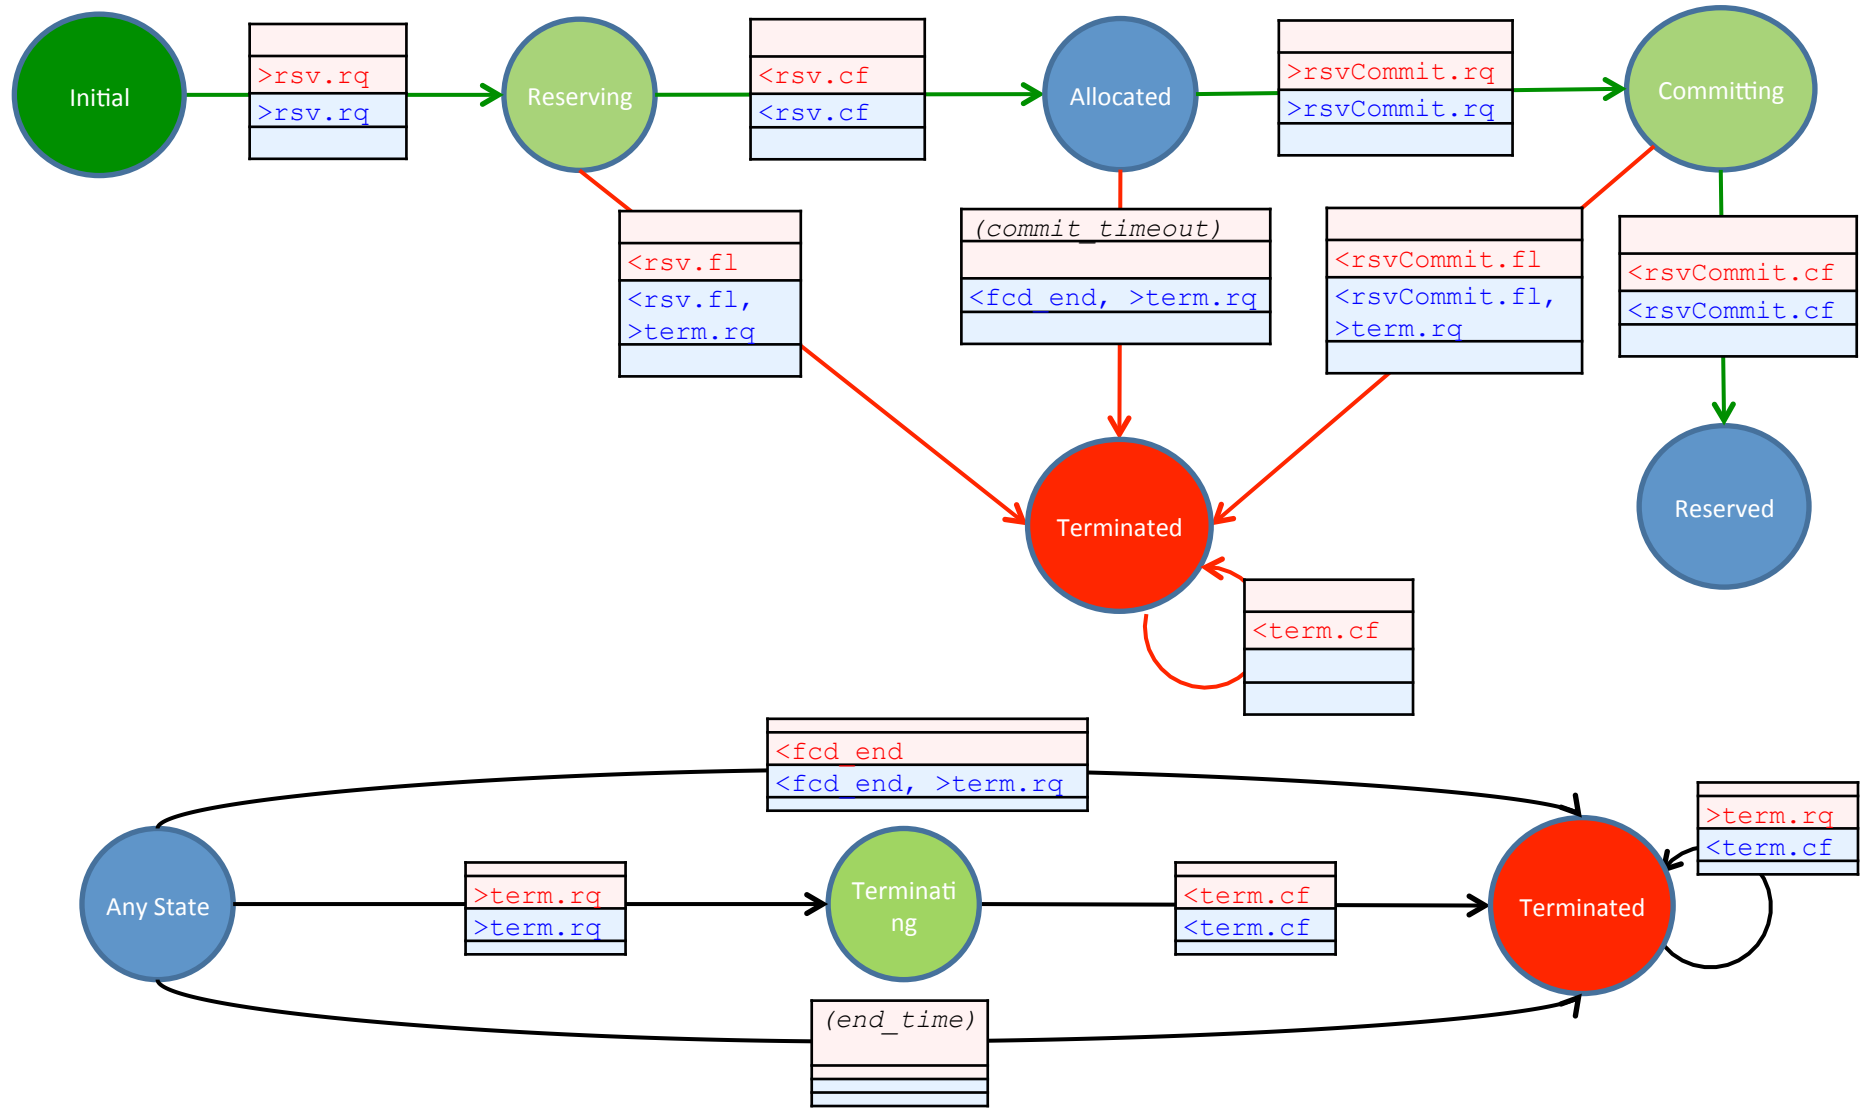 Initial
>rsv.rq
>rsv.rq
Reserving
<rsv.cf
<rsv.cf
Allocated
>rsvCommit.rq
>rsvCommit.rq
Committing
<rsv.fl
<rsv.fl,
>term.rq
(commit_timeout)
<fcd_end, >term.rq
<rsvCommit.fl
<rsvCommit.fl,
>term.rq
<rsvCommit.cf
<rsvCommit.cf
Terminated
Reserved
<term.cf
<fcd_end
<fcd_end, >term.rq
Any State
>term.rq
>term.rq
Terminati
ng
<term.cf
<term.cf
Terminated
>term.rq
<term.cf
(end_time)